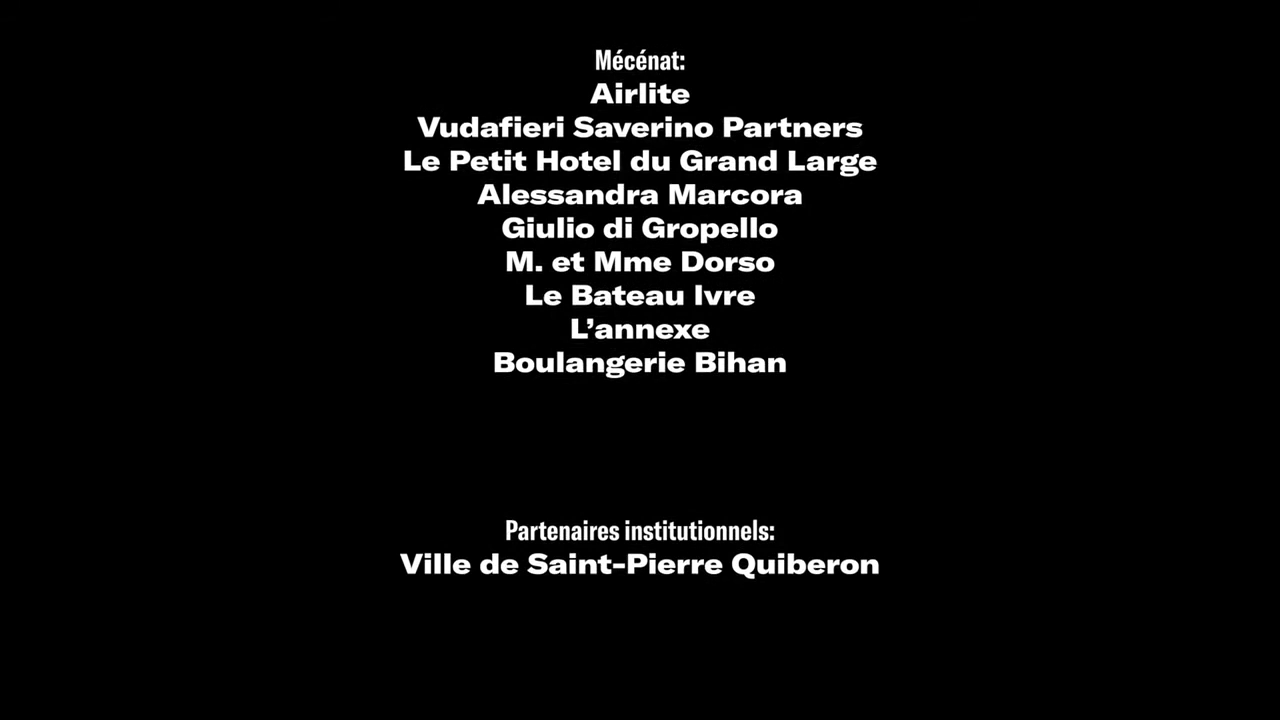 Mécénat:
Airlite
Vudafieri Saverino Partners
Le Petit Hotel du Grand Large
Alessandra Marcora
Giulio di Gropello
M. et Mme Dorso
Le Bateau Ivre
L’annexe
Boulangerie Bihan
Partenaires institutionnels:
Ville de Saint-Pierre Quiberon